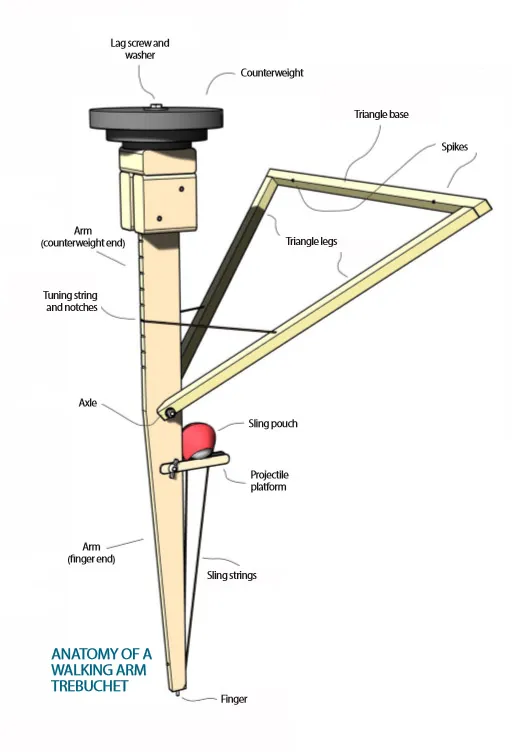 Lag screw and
washer
Counterweight
Triangle base
Spikes
Arm
(counterweight end)
Triangle legs
Tuning string
and notches
Axle
Sling pouch
Projectile
platform
Arm
(finger end)
Sling strings
ANATOMY OF A
WALKING ARM
TREBUCHET
Finger